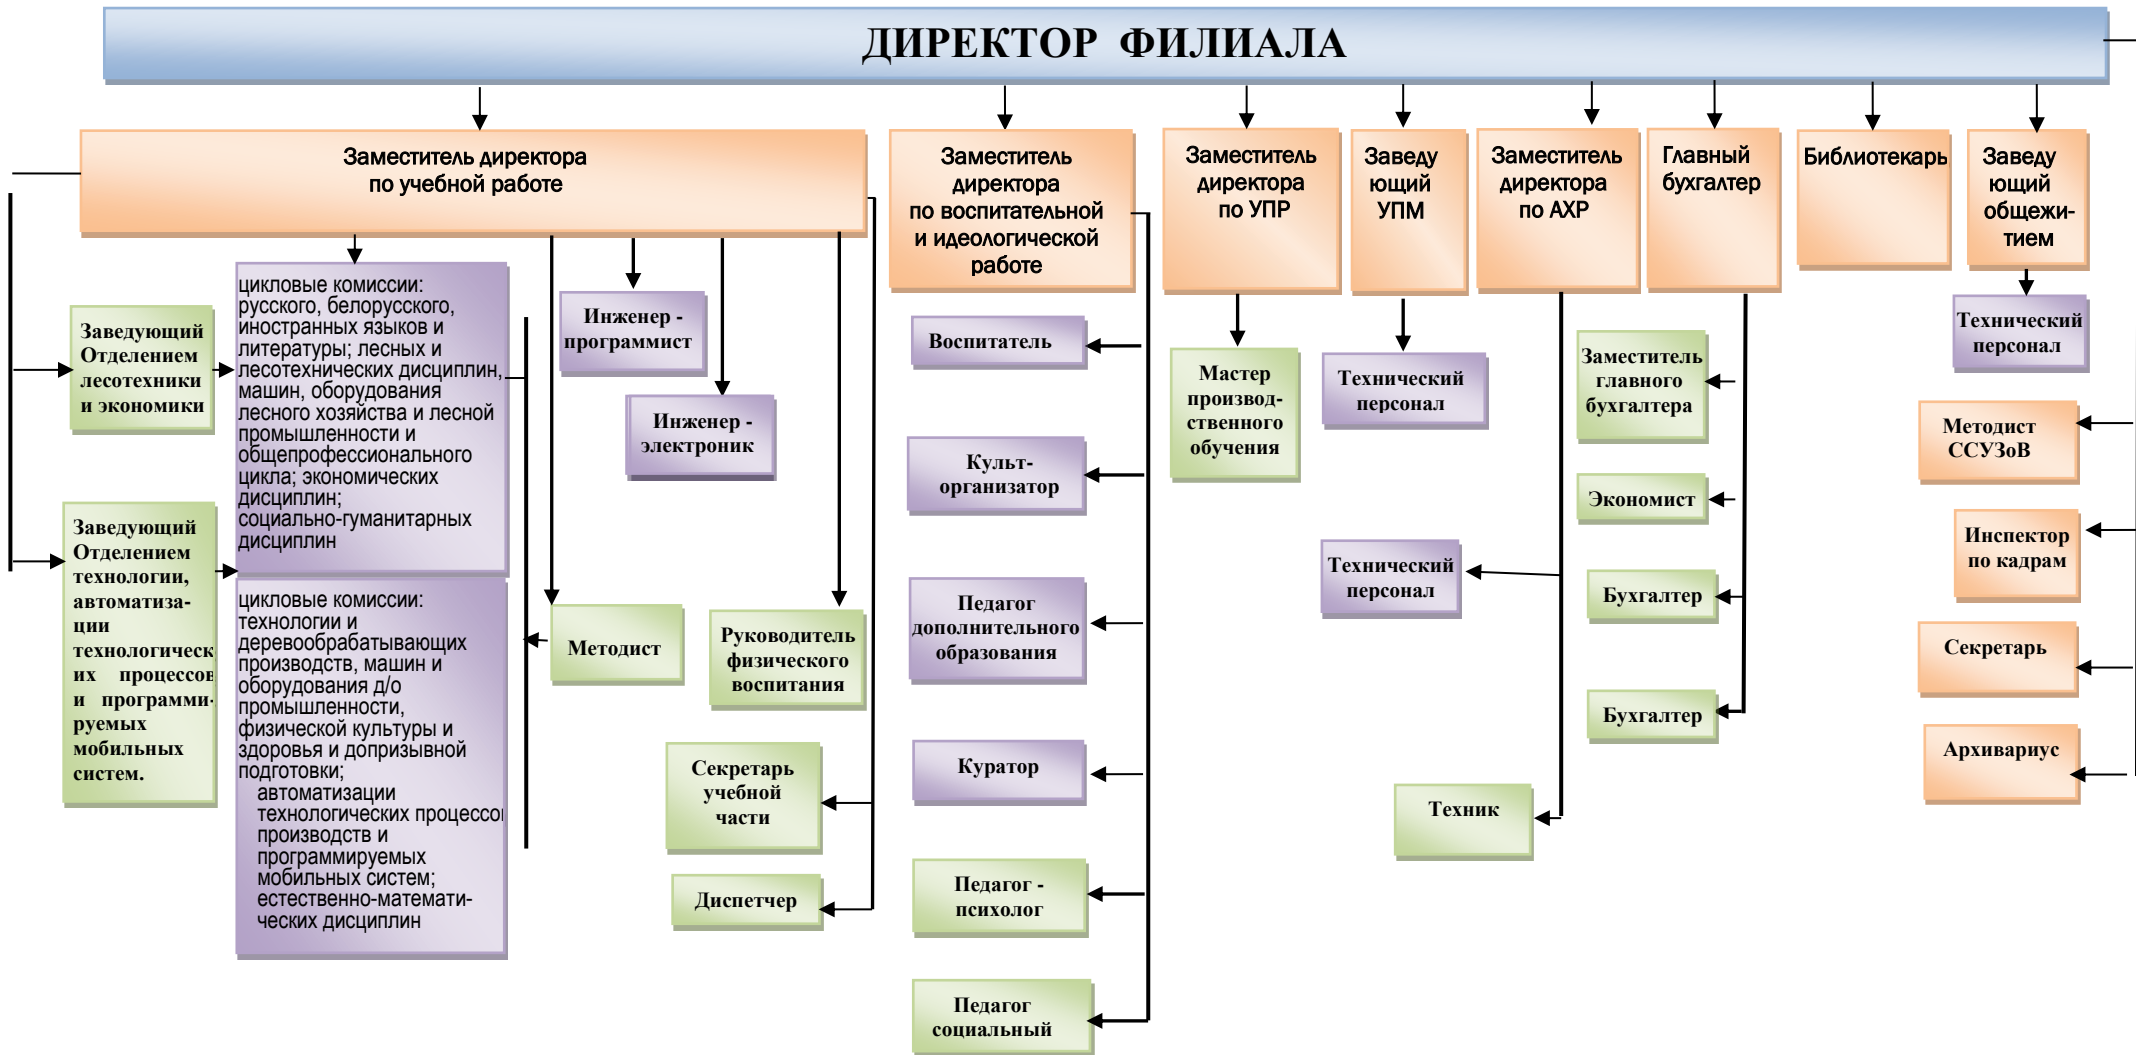 ДИРЕКТОР ФИЛИАЛА
Заместитель директора
по учебной работе
Заместитель
директора
по воспитательной
и идеологической
работе
Заместитель
директора
по УПР
Заведу
ющий
УПМ
Заместитель
директора
по АХР
Главный
бухгалтер
Библиотекарь
Заведу
ющий
общежи-
тием
Заведующий
Отделением
лесотехники
и экономики
Заведующий
Отделением
технологии,
автоматиза-
ции
технологическ
их процессов
и программи-
руемых
мобильных
систем.
цикловые комиссии:
русского, белорусского,
иностранных языков и
литературы; лесных и
лесотехнических дисциплин,
машин, оборудования
лесного хозяйства и лесной
промышленности и
общепрофессионального
цикла; экономических
дисциплин;
социально-гуманитарных
дисциплин
цикловые комиссии:
технологии и
деревообрабатывающих
производств, машин и
оборудования д/о
промышленности,
физической культуры и
здоровья и допризывной
подготовки;
автоматизации
технологических процессов
производств и
программируемых
мобильных систем;
естественно-математи-
ческих дисциплин
Инженер -
программист
Инженер -
электроник
Методист
Руководитель
физического
воспитания
Секретарь
учебной
части
Диспетчер
Воспитатель
Культ-
организатор
Педагог
дополнительного
образования
Куратор
Педагог -
психолог
Педагог
социальный
Мастер
производ-
ственного
обучения
Технический
персонал
Технический
персонал
Техник
Заместитель
главного
бухгалтера
Экономист
Бухгалтер
Бухгалтер
Технический
персонал
Методист
ССУЗоВ
Инспектор
по кадрам
Секретарь
Архивариус